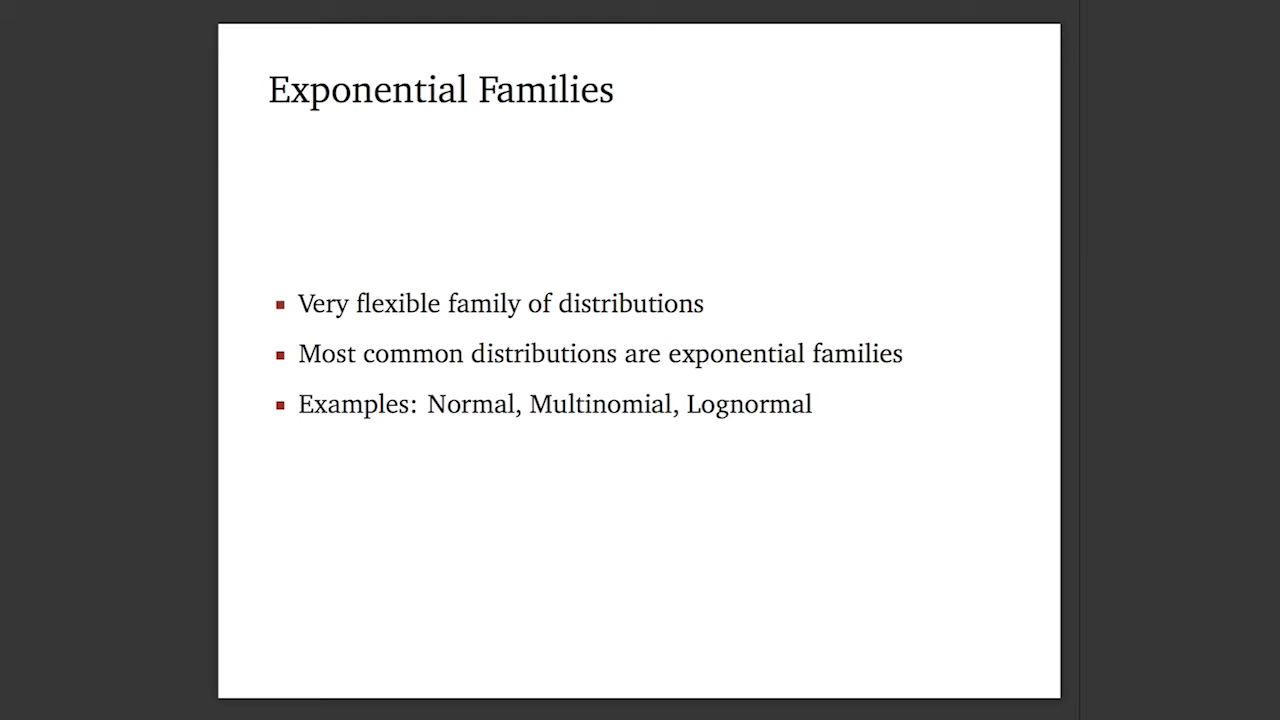 Exponential Families
Very flexible family of distributions
Most common distributions are exponential families
Examples: Normal, Multinomial, Lognormal